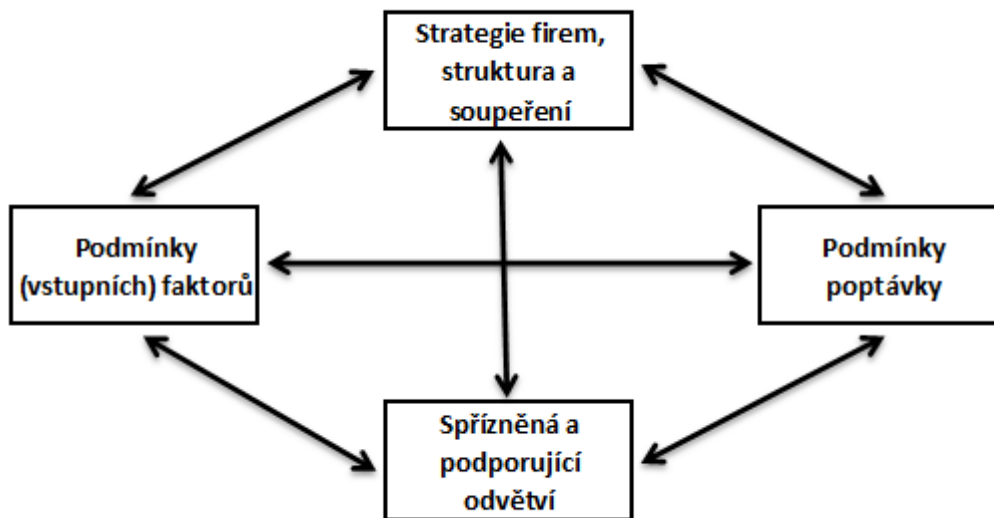 Strategie firem,
struktura a
soupeření
Podmínky
(vstupních) faktorů
Podmínky
poptávky
Spřízněná a
podporující
odvětví